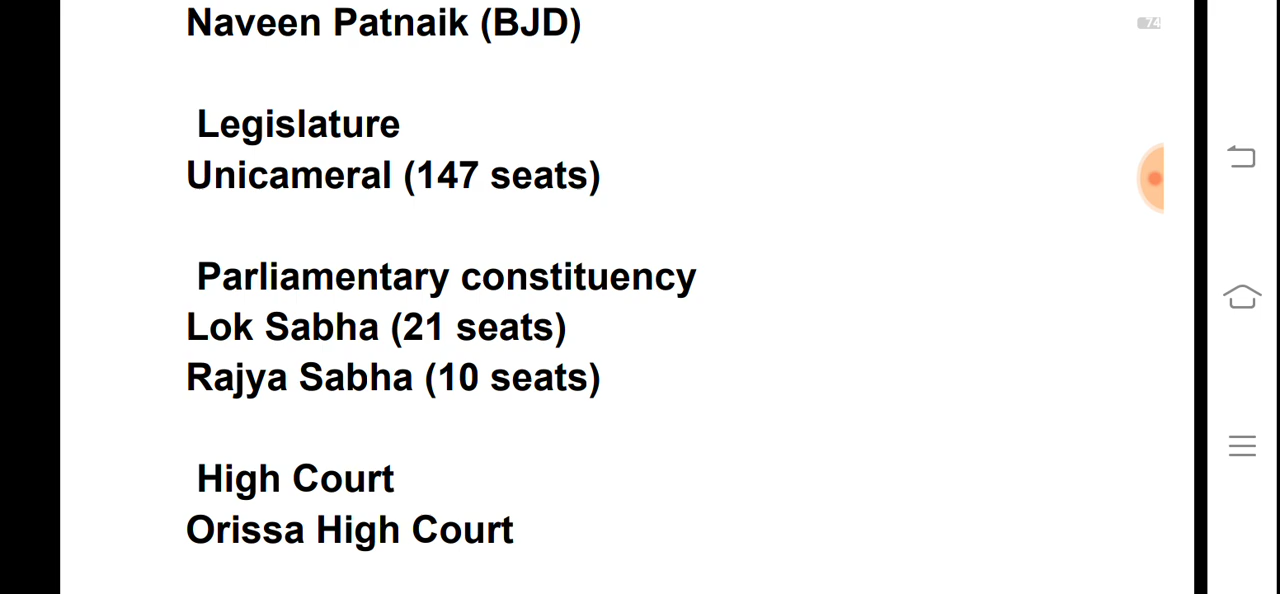 Naveen Patnaik (BJD)
74
Legislature
Unicameral (147 seats)
Parliamentary constituency
Lok Sabha (21 seats)
Rajya Sabha (10 seats)
High Court
Orissa High Court